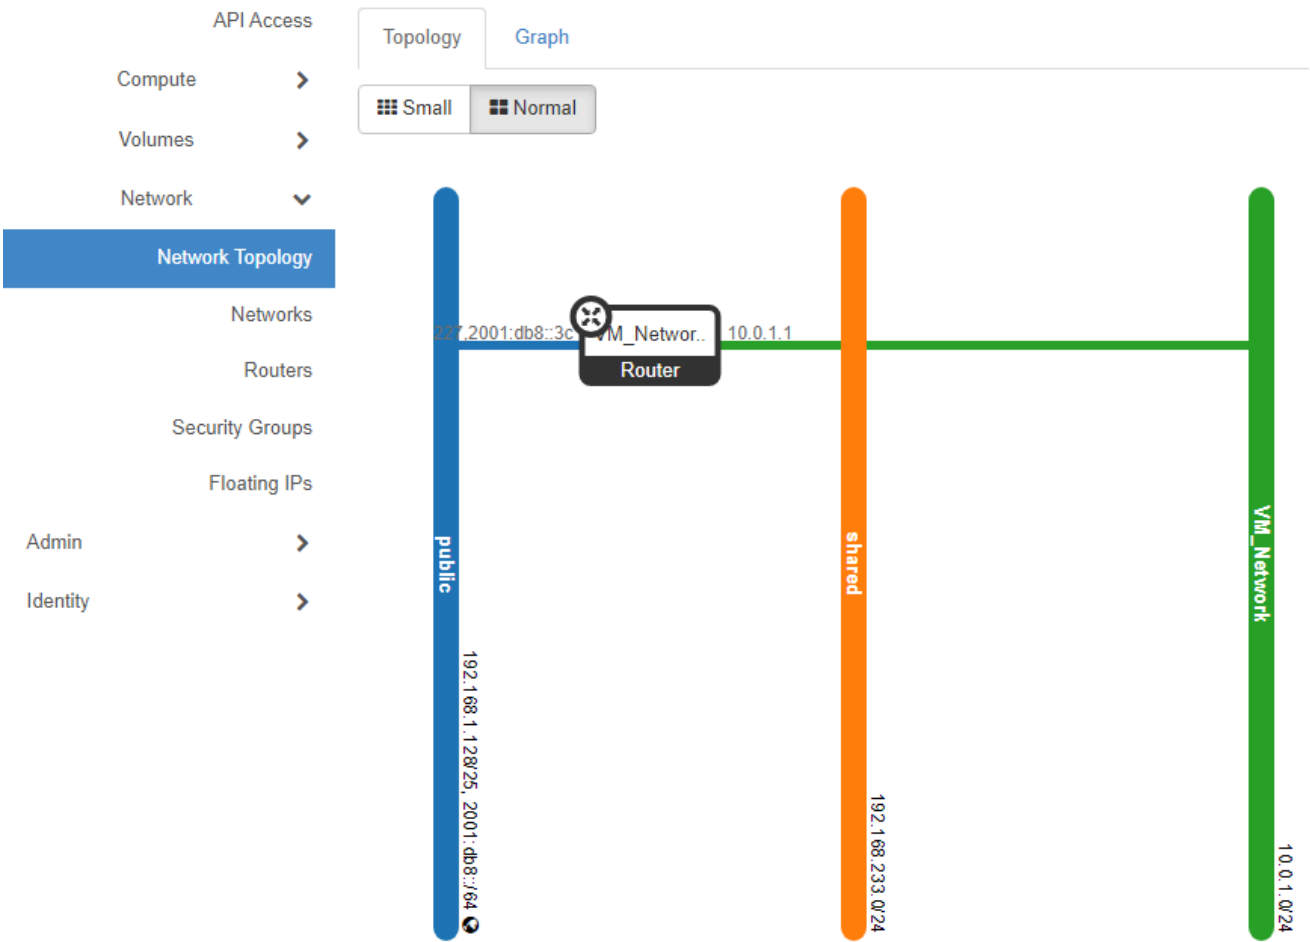 API Access
Compute
Volumes
Network
Network Topology
Networks
Routers
Security Groups
Floating IPs
Admin
Identity
Topology
Graph
Small
Normal
227,2001:db8::3c
VM_Networ..
Router
10.0.1.1
public
192.168.1.128/25, 2001:db8::/64
shared
192.168.233.0/24
VM_Network
10.0.1.0/24